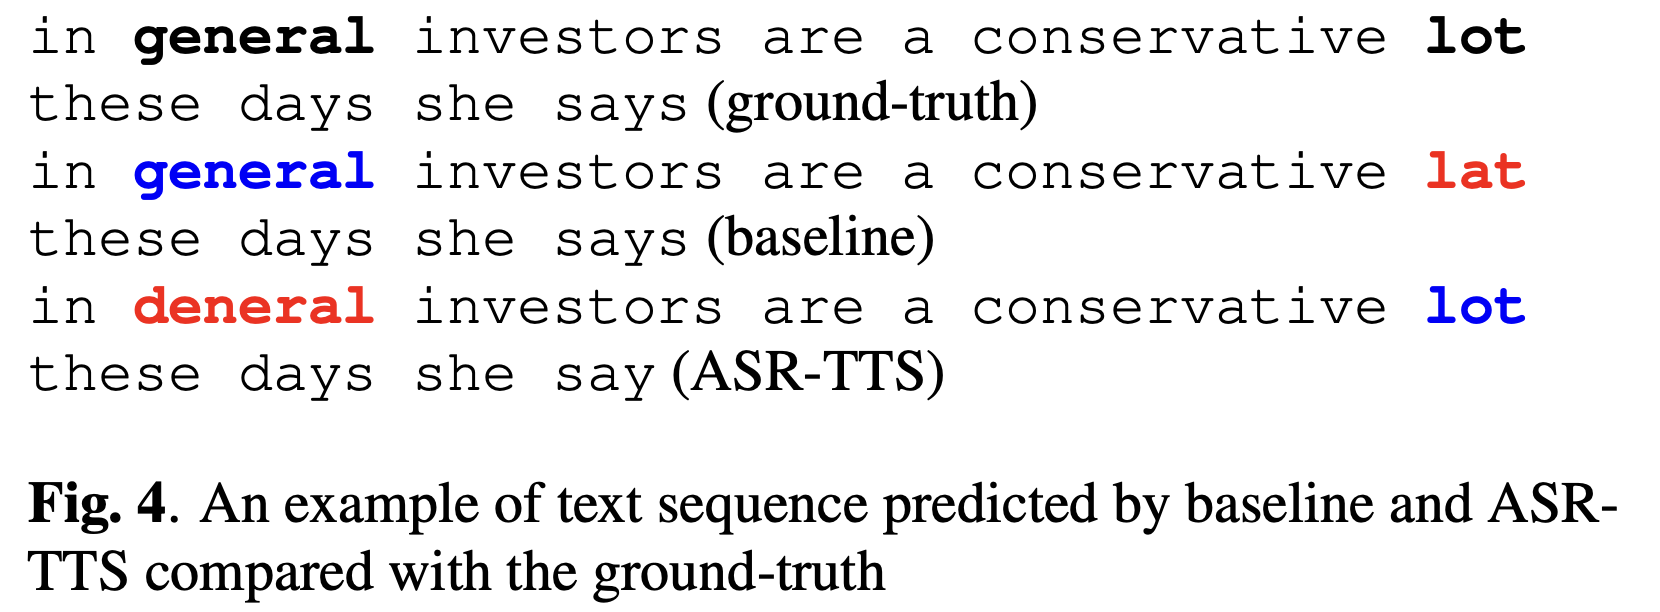 in general investors are a conservative lot
these days she says (ground-truth)
in general investors are a conservative lat
these days she says (baseline)
in deneral investors are a conservative lot
these days she say (ASR-TTS)
Fig. 4. An example of text sequence predicted by baseline and ASR-
TTS compared with the ground-truth